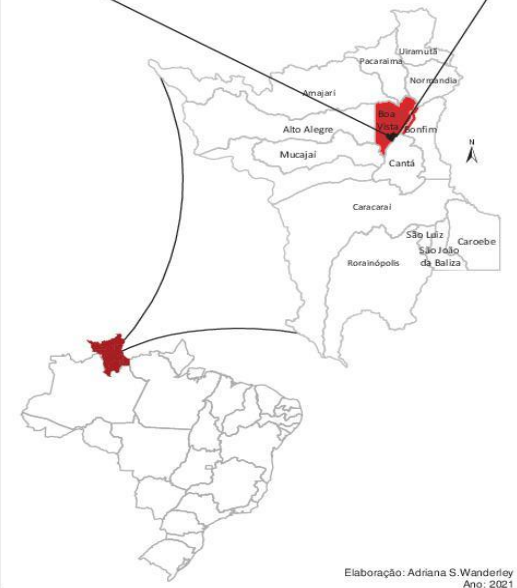 Uiramutã
Pacaraima
Normandia
Amajari
Boa
Vista
Bonfim
Alto Alegre
Mucajaí
Cantá
N
Caracaraí
São Luiz
Caroebe
São João
da Baliza
Rorainópolis
Elaboração: Adriana S.Wanderley
Ano: 2021